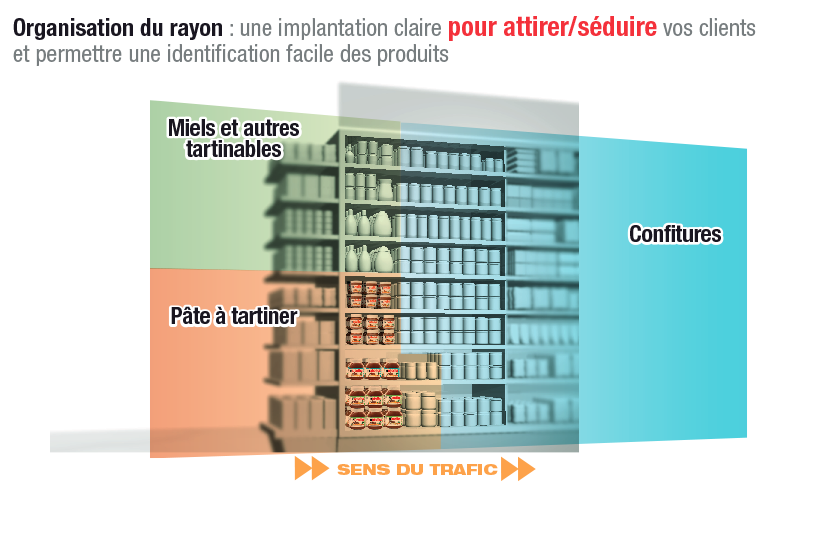 Organisation du rayon : une implantation claire pour attirer/séduire vos clients
et permettre une identification facile des produits
Miels et autres
tartinables
Confitures
Pâte à tartiner
SENS DU TRAFIC